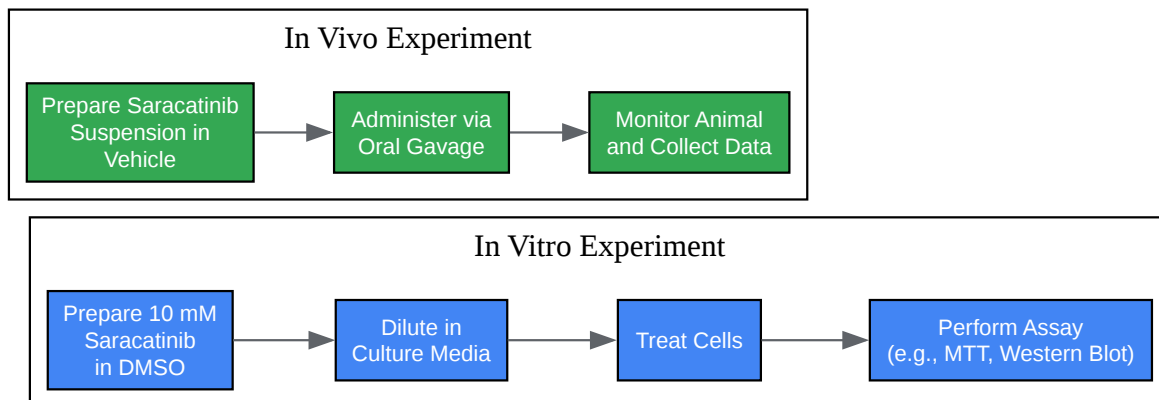 In Vivo Experiment
Prepare Saracatinib
Suspension in
Vehicle
Administer via
Oral Gavage
Monitor Animal
and Collect Data
In Vitro Experiment
Prepare 10 mM
Saracatinib
in DMSO
Dilute in
Culture Media
Treat Cells
Perform Assay
(e.g., MTT, Western Blot)